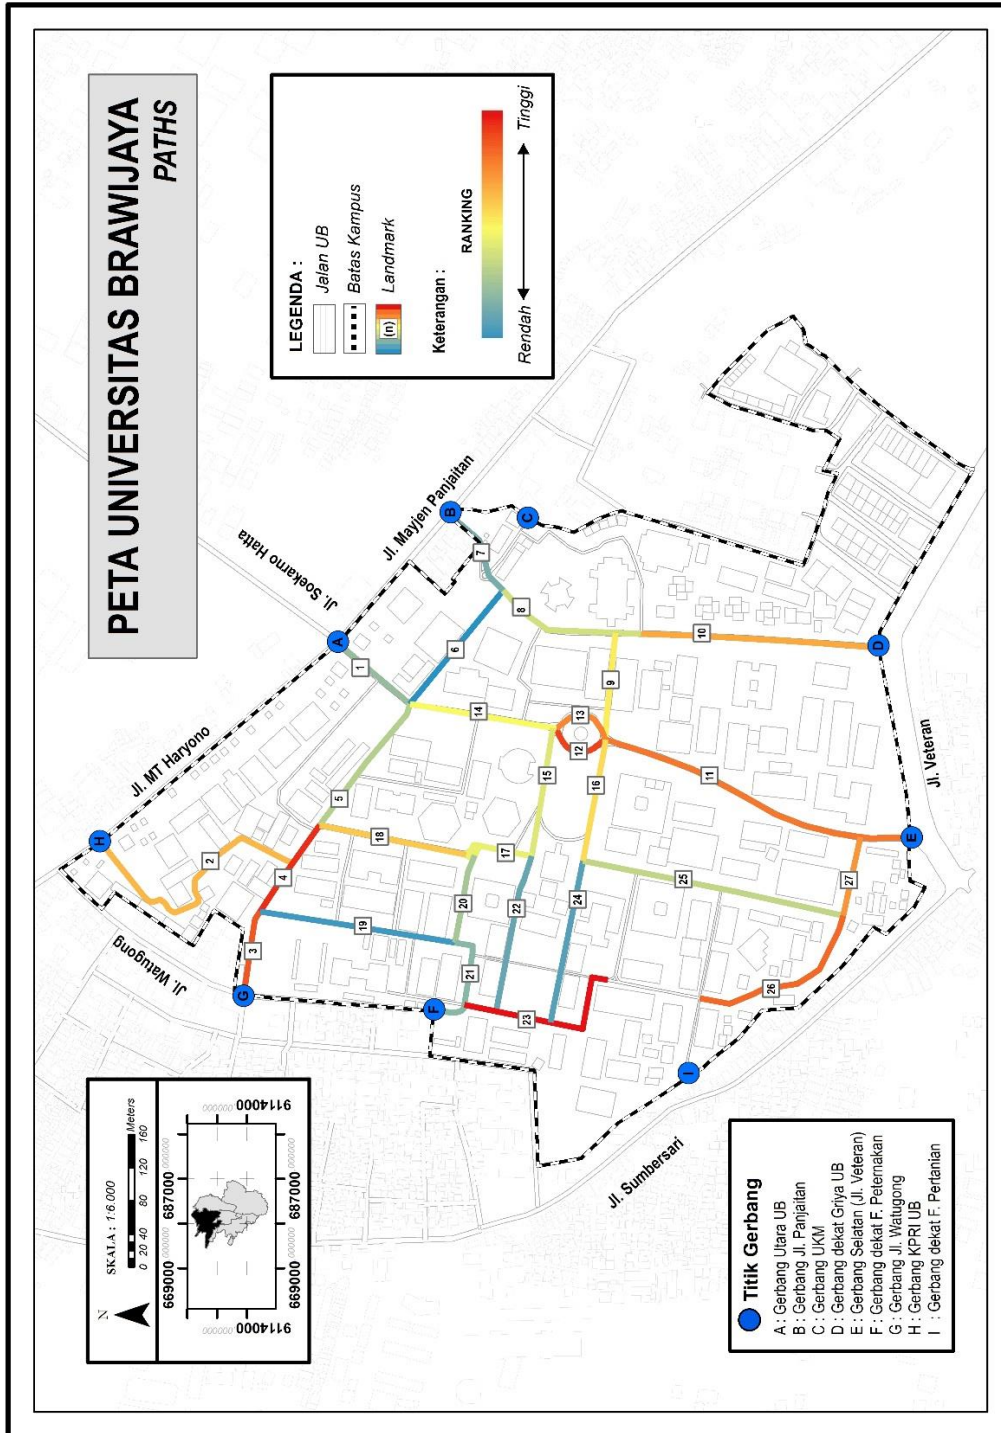 PETA UNIVERSITAS BRAWIJAYA
PATHS
LEGENDA :
Jalan UB
Batas Kampus
(n)
Landmark
Keterangan :
RANKING
Rendah
Tinggi
Jl. Watugong
Jl. MT Haryono
Jl. Soekarno Hatta
Jl. Mayjen Panjaitan
Jl. Veteran
Jl. Sumbersari
A
B
C
D
E
F
G
H
I
1
2
3
4
5
6
7
8
9
10
11
12
13
14
15
16
17
18
19
20
21
22
23
24
25
26
27
N
SKALA : 1:6.000
0 20 40 80 120 160
Meters
669000
687000
9114000
9114000
669000
687000
Titik Gerbang
A : Gerbang Utara UB
B : Gerbang Jl. Panjaitan
C : Gerbang UKM
D : Gerbang dekat Griya UB
E : Gerbang Selatan (Jl. Veteran)
F : Gerbang dekat F. Peternakan
G : Gerbang Jl. Watugong
H : Gerbang KPRI UB
I : Gerbang dekat F. Pertanian